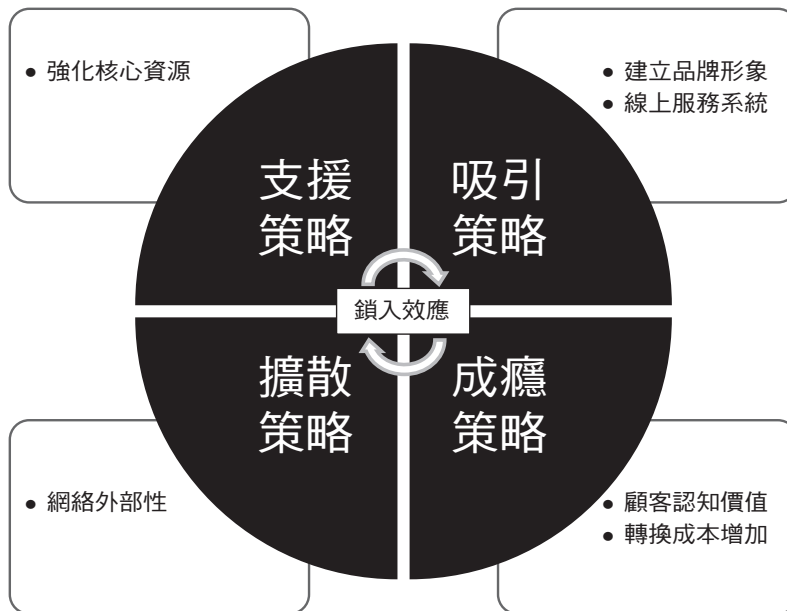 ● 強化核心資源
● 建立品牌形象
● 線上服務系統
支援
策略
吸引
策略
鎖入效應
擴散
策略
成癮
策略
● 網絡外部性
● 顧客認知價值
● 轉換成本增加